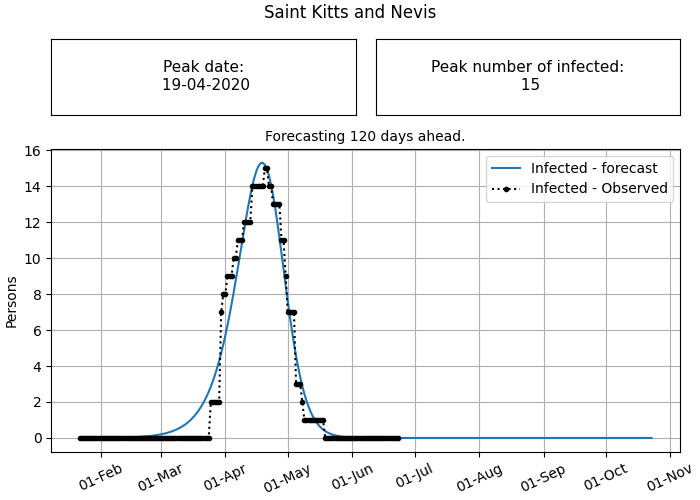 Saint Kitts and Nevis
Peak date:
19-04-2020
Peak number of infected:
15
Forecasting 120 days ahead.
Infected - forecast
Infected - Observed
Persons
16
14
12
10
8
6
4
2
0
01-Feb
01-Mar
01-Apr
01-May
01-Jun
01-Jul
01-Aug
01-Sep
01-Oct
01-Nov